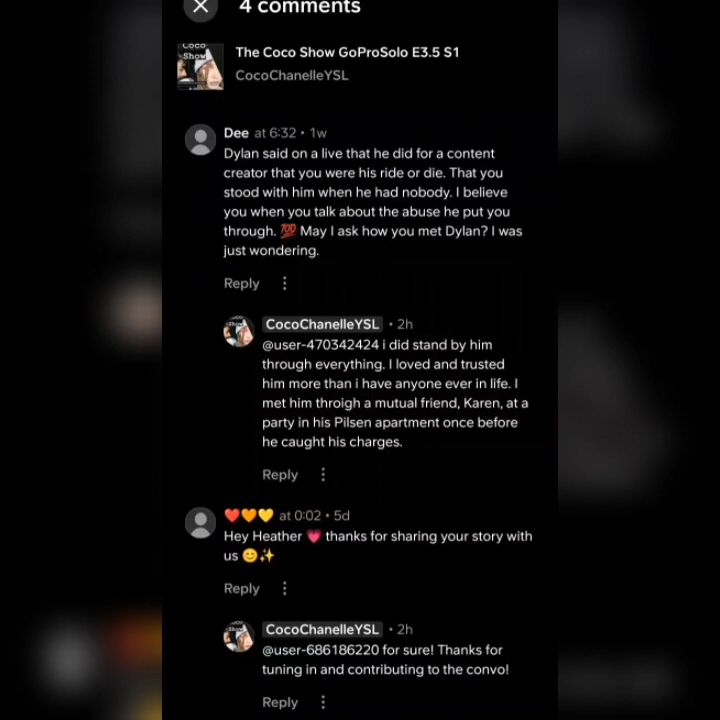 4 comments
Coco
Show
The Coco Show GoProSolo E3.5 S1
CocoChanelleYSL
Dee at 6:32 • 1w
Dylan said on a live that he did for a content
creator that you were his ride or die. That you
stood with him when he had nobody. I believe
you when you talk about the abuse he put you
through. 💯 May I ask how you met Dylan? I was
just wondering.
Reply
CocoChanelleYSL • 2h
@user-470342424 i did stand by him
through everything. I loved and trusted
him more than i have anyone ever in life. I
met him throigh a mutual friend, Karen, at a
party in his Pilsen apartment once before
he caught his charges.
Reply
❤️🧡💛 at 0:02 • 5d
Hey Heather 💗 thanks for sharing your story with
us 😊✨
Reply
CocoChanelleYSL • 2h
@user-686186220 for sure! Thanks for
tuning in and contributing to the convo!
Reply